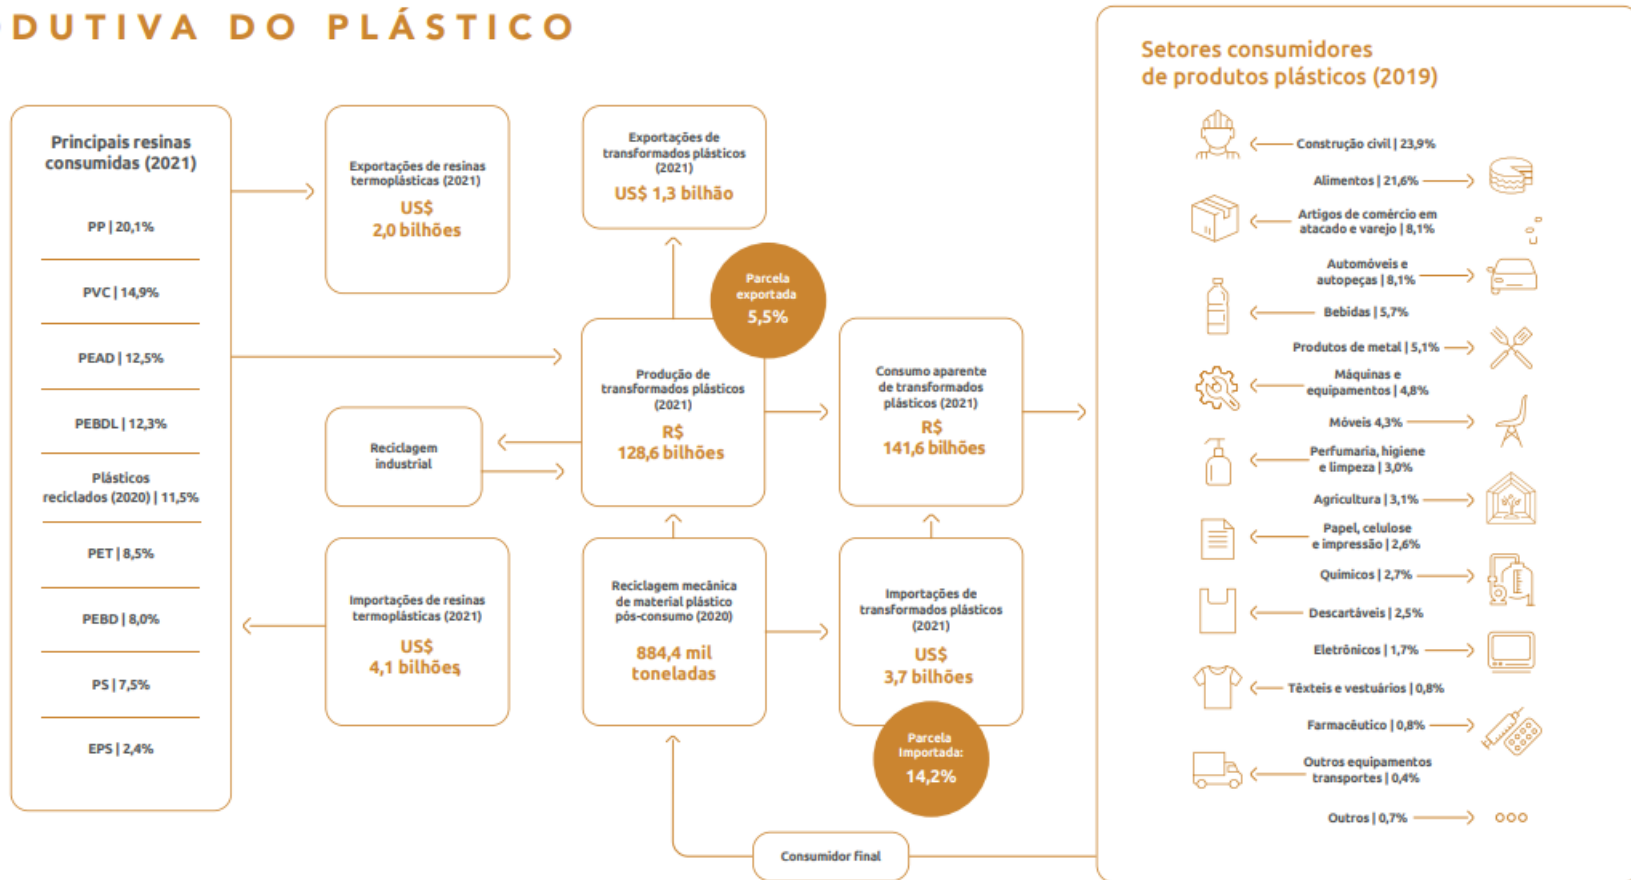 DUTIVA DO PLÁSTICO
Principais resinas
consumidas (2021)
PP | 20,1%
PVC | 14,9%
PEAD | 12,5%
PEBDL | 12,3%
Plásticos
reciclados (2020) | 11,5%
PET | 8,5%
PEBD | 8,0%
PS | 7,5%
EPS | 2,4%
Exportações de resinas
termoplásticas (2021)
US$
2,0 bilhões
Reciclagem
industrial
Importações de resinas
termoplásticas (2021)
US$
4,1 bilhões
Exportações de
transformados plásticos
(2021)
US$ 1,3 bilhão
Parcela
exportada
5,5%
Produção de
transformados plásticos
(2021)
R$
128,6 bilhões
Reciclagem mecânica
de material plástico
pós-consumo (2020)
884,4 mil
toneladas
Consumo aparente
de transformados
plásticos (2021)
R$
141,6 bilhões
Importações de
transformados plásticos
(2021)
US$
3,7 bilhões
Parcela
Importada:
14,2%
Consumidor final
Setores consumidores
de produtos plásticos (2019)
Construção civil | 23,9%
Alimentos | 21,6%
Artigos de comércio em
atacado e varejo | 8,1%
Automóveis e
autopeças | 8,1%
Bebidas | 5,7%
Produtos de metal | 5,1%
Máquinas e
equipamentos | 4,8%
Móveis 4,3%
Perfumaria, higiene
e limpeza | 3,0%
Agricultura | 3,1%
Papel, celulose
e impressão | 2,6%
Químicos | 2,7%
Descartáveis | 2,5%
Eletrônicos | 1,7%
Têxteis e vestuários | 0,8%
Farmacêutico | 0,8%
Outros equipamentos
transportes | 0,4%
Outros | 0,7%